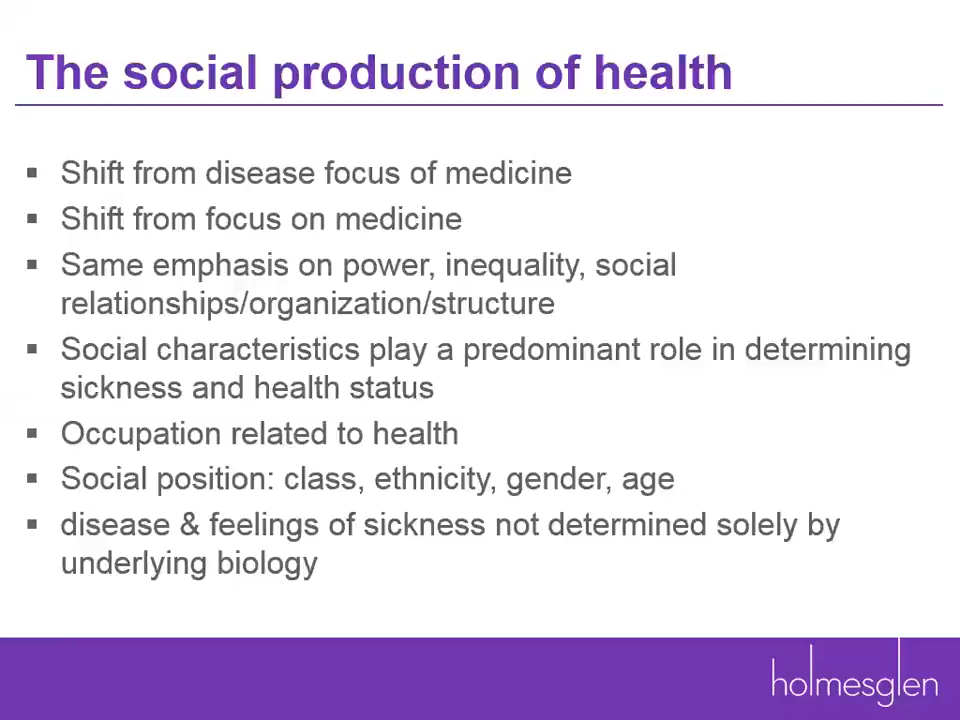 The social production of health
▪ Shift from disease focus of medicine
▪ Shift from focus on medicine
▪ Same emphasis on power, inequality, social
relationships/organization/structure
▪ Social characteristics play a predominant role in determining
sickness and health status
▪ Occupation related to health
▪ Social position: class, ethnicity, gender, age
▪ disease & feelings of sickness not determined solely by
underlying biology
holmesglen